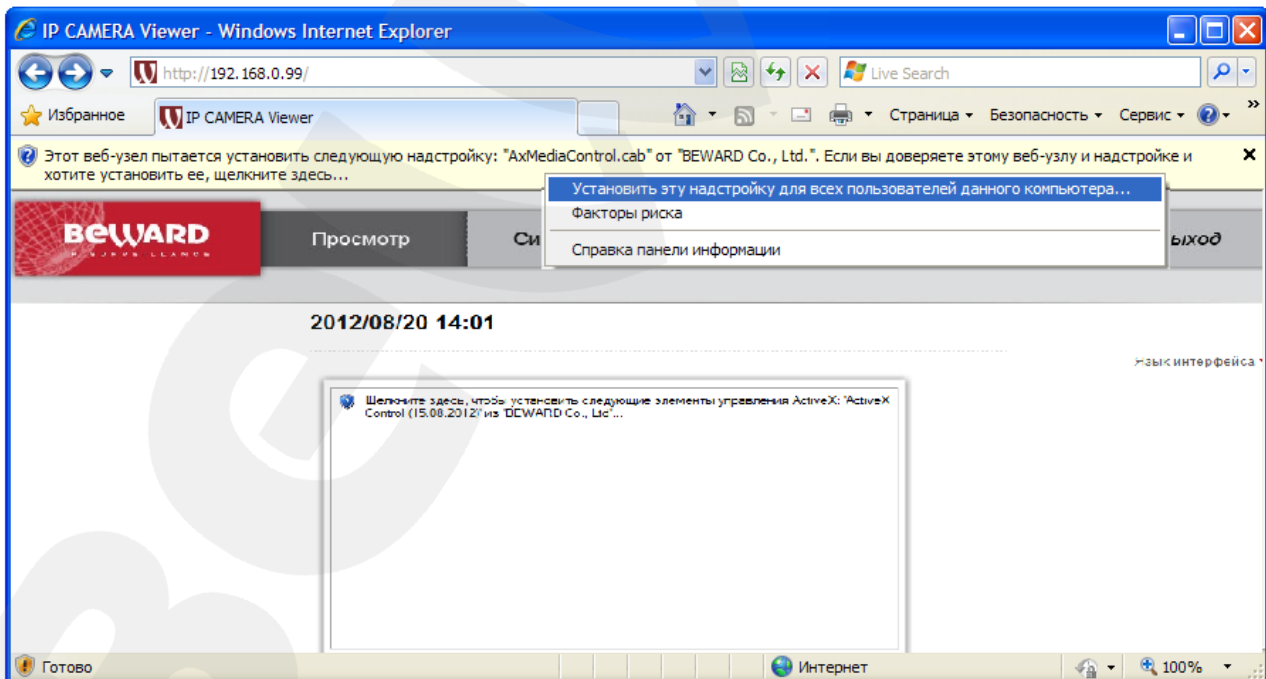 IP CAMERA Viewer - Windows Internet Explorer
http://192.168.0.99/
Live Search
Избранное
IP CAMERA Viewer
Страница
Безопасность
Сервис
Этот веб-узел пытается установить следующую надстройку: "AxMediaControl.cab" от "BEWARD Co., Ltd.". Если вы доверяете этому веб-узлу и надстройке и
хотите установить ее, щелкните здесь...
Установить эту надстройку для всех пользователей данного компьютера...
Факторы риска
Справка панели информации
BEWARD
Просмотр
Си
ыход
2012/08/20 14:01
Язык интерфейса
Щелкните здесь, чтобы установить следующие элементы управления ActiveX: "ActiveX
Control (15.08.2012)" из "BEWARD Co., Ltd"...
Готово
Интернет
100%